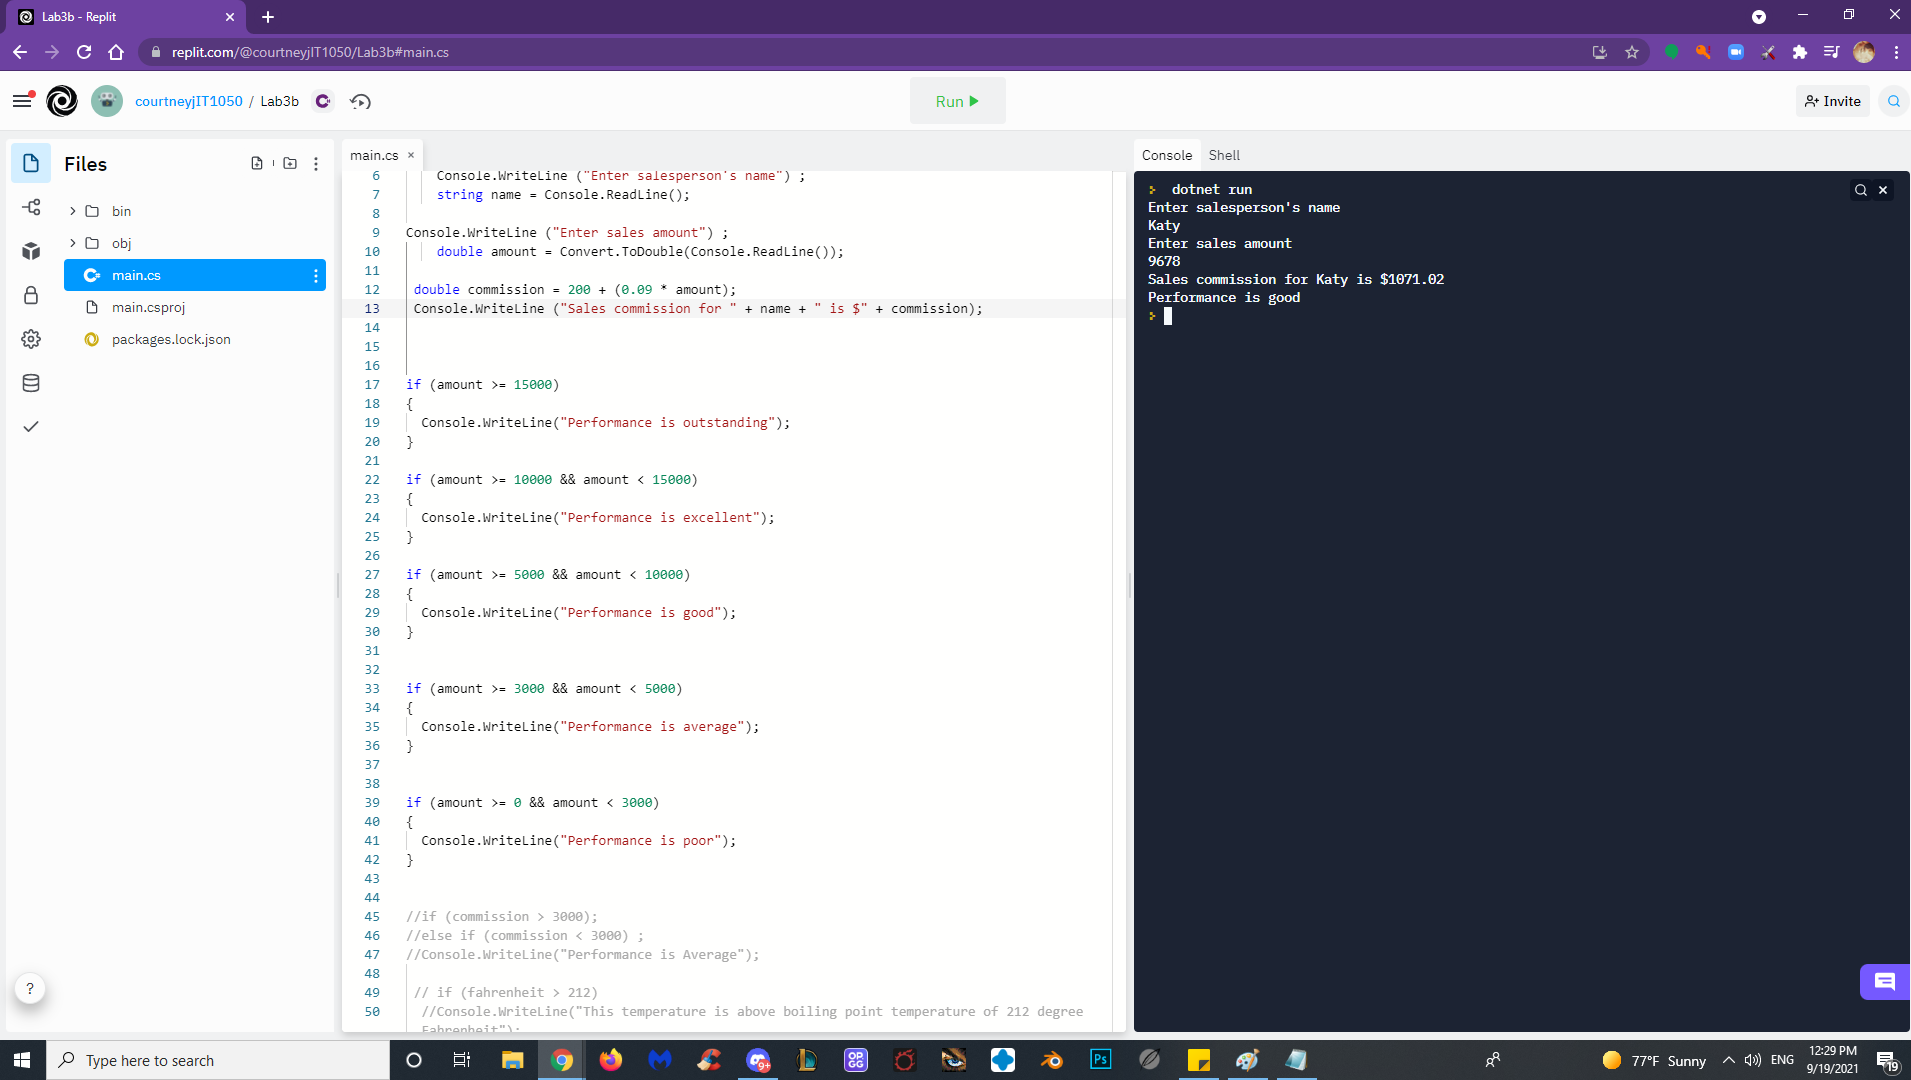 Lab3b - Replit
replit.com/@courtneyjIT1050/Lab3b#main.cs
courtneyjIT1050 / Lab3b
Run
Invite
Files
bin
obj
main.cs
main.csproj
packages.lock.json
main.cs
6 Console.WriteLine ("Enter salesperson's name") ;
7 string name = Console.ReadLine();
8
9 Console.WriteLine ("Enter sales amount") ;
10 double amount = Convert.ToDouble(Console.ReadLine());
11
12 double commission = 200 + (0.09 * amount);
13 Console.WriteLine ("Sales commission for " + name + " is $" + commission);
14
15
16
17 if (amount >= 15000)
18 {
19 Console.WriteLine("Performance is outstanding");
20 }
21
22 if (amount >= 10000 && amount < 15000)
23 {
24 Console.WriteLine("Performance is excellent");
25 }
26
27 if (amount >= 5000 && amount < 10000)
28 {
29 Console.WriteLine("Performance is good");
30 }
31
32
33 if (amount >= 3000 && amount < 5000)
34 {
35 Console.WriteLine("Performance is average");
36 }
37
38
39 if (amount >= 0 && amount < 3000)
40 {
41 Console.WriteLine("Performance is poor");
42 }
43
44
45 //if (commission > 3000);
46 //else if (commission < 3000) ;
47 //Console.WriteLine("Performance is Average");
48
49 // if (fahrenheit > 212)
50 //Console.WriteLine("This temperature is above boiling point temperature of 212 degree
Fahrenheit");
Console Shell
dotnet run
Enter salesperson's name
Katy
Enter sales amount
9678
Sales commission for Katy is $1071.02
Performance is good
?
Type here to search
9+
OP.GG
Ps
77°F Sunny
ENG
12:29 PM
9/19/2021
19